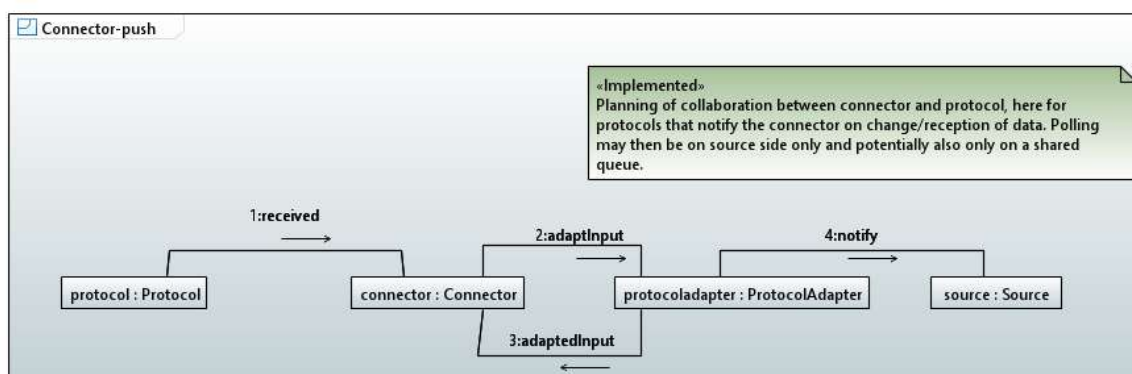 Connector-push
«Implemented»
Planning of collaboration between connector and protocol, here for
protocols that notify the connector on change/reception of data. Polling
may then be on source side only and potentially also only on a shared
queue.
1:received
2:adaptInput
4:notify
protocol : Protocol
connector : Connector
protocoladapter : ProtocolAdapter
source : Source
3:adaptedInput